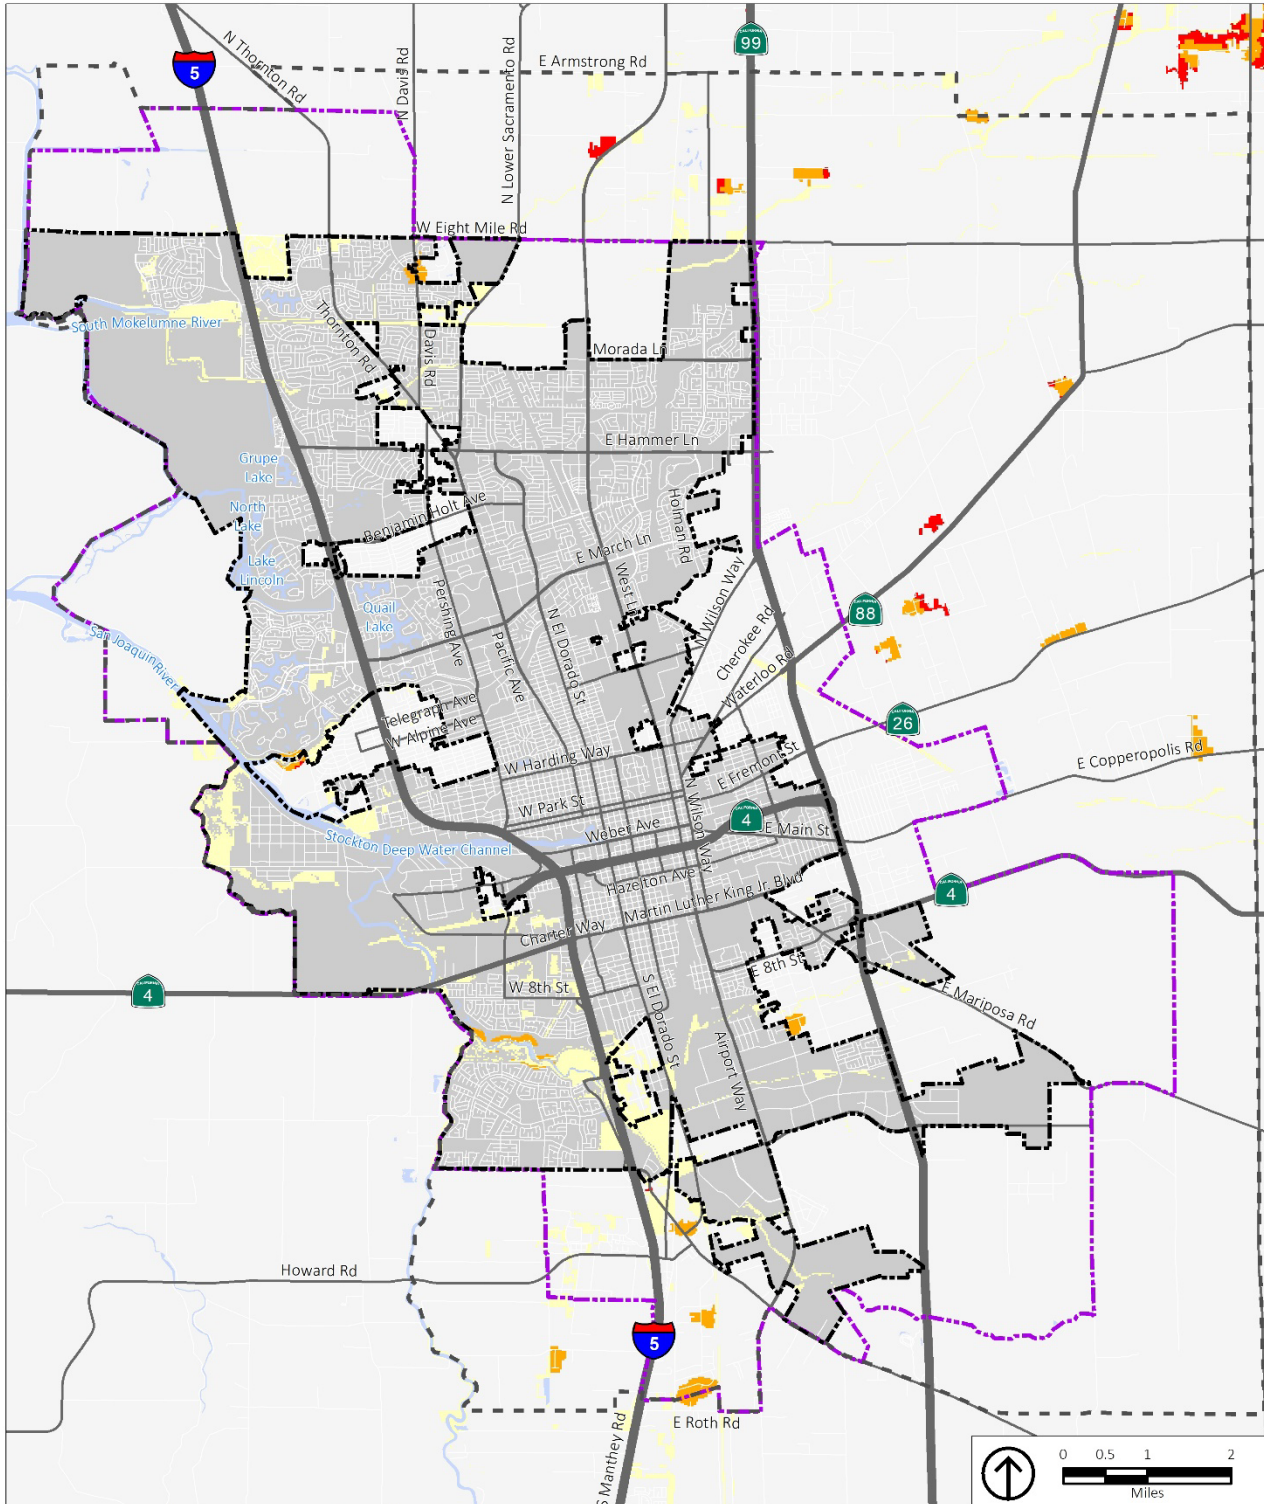 CALIFORNIA
99
5
N Thornton Rd
N Davis Rd
N Lower Sacramento Rd
E Armstrong Rd
W Eight Mile Rd
South Mokelumne River
Thornton Rd
Davis Rd
Morada Ln
E Hammer Ln
Grupe
Lake
North
Lake
Benjamin Holt Ave
Holman Rd
E March Ln
Lake
Lincoln
West Ln
N Wilson Way
CALIFORNIA
88
Quail
Lake
Pershing Ave
N El Dorado St
Cherokee Rd
San Joaquin River
Pacific Ave
Waterloo Rd
Telegraph Ave
W Alpine Ave
CALIFORNIA
26
W Harding Way
E Fremont St
E Copperopolis Rd
W Park St
N Wilson Way
CALIFORNIA
4
Weber Ave
E Main St
Stockton Deep Water Channel
Hazelton Ave
Martin Luther King Jr. Blvd
CALIFORNIA
4
Charter Way
E 8th St
CALIFORNIA
4
W 8th St
S El Dorado St
E Mariposa Rd
Airport Way
Howard Rd
5
E Roth Rd
S Manthey Rd
0 0.5 1 2
Miles